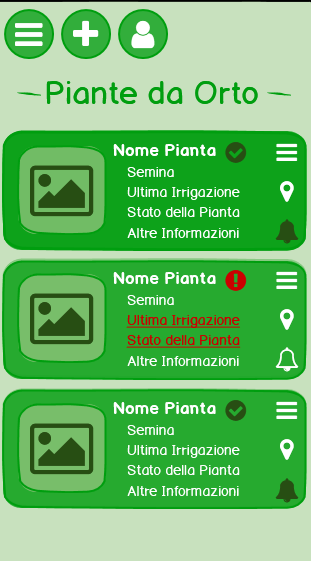 Piante da Orto
Nome Pianta
Semina
Ultima Irrigazione
Stato della Pianta
Altre Informazioni
Nome Pianta
Semina
Ultima Irrigazione
Stato della Pianta
Altre Informazioni
Nome Pianta
Semina
Ultima Irrigazione
Stato della Pianta
Altre Informazioni